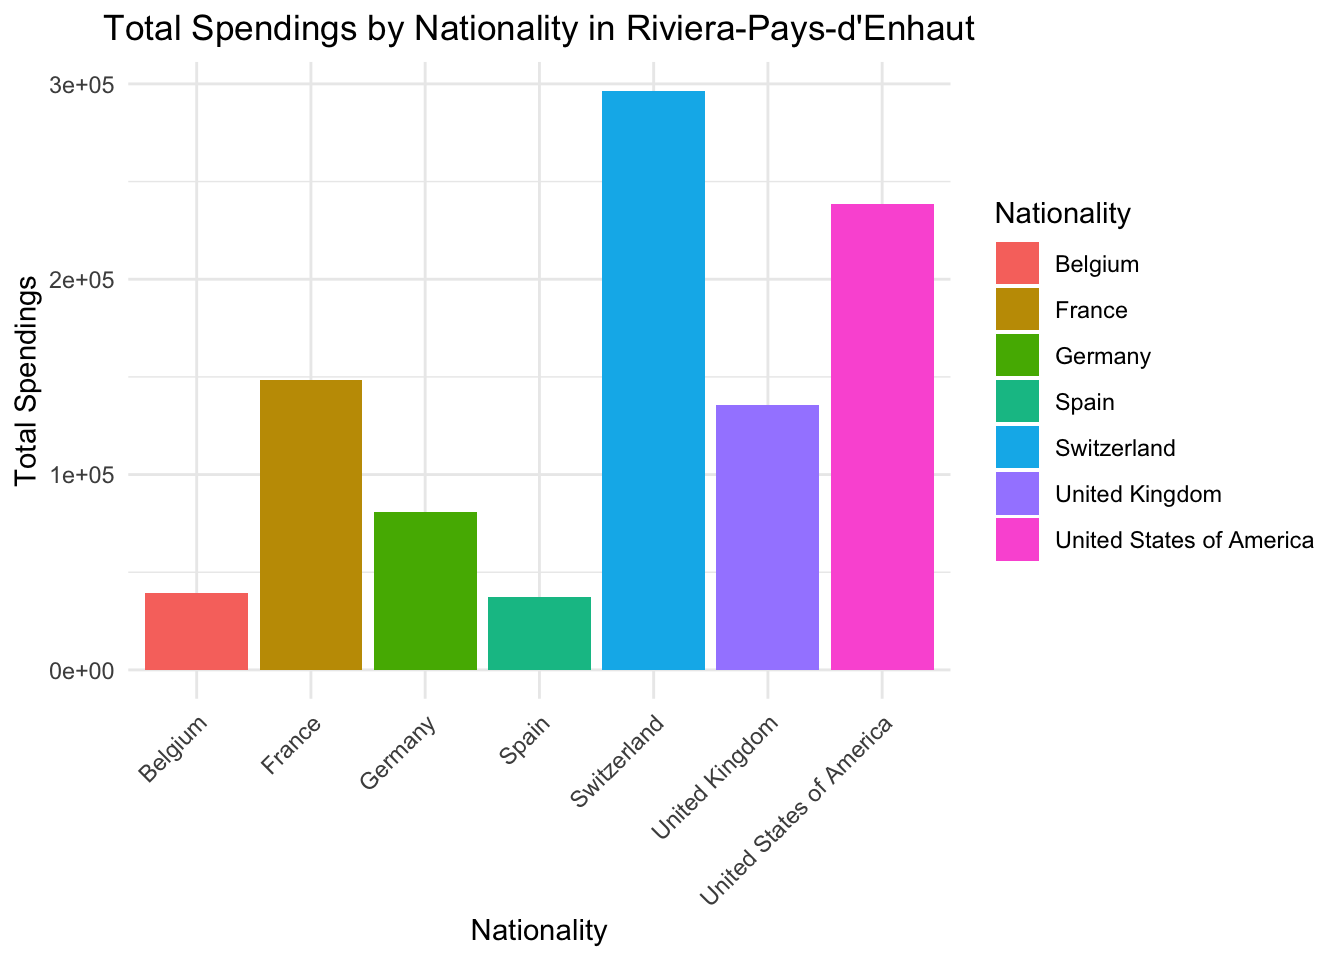 Total Spendings by Nationality in Riviera-Pays-d'Enhaut
Total Spendings
3e+05
2e+05
1e+05
0e+00
Belgium
France
Germany
Spain
Switzerland
United Kingdom
United States of America
Nationality
Nationality
Belgium
France
Germany
Spain
Switzerland
United Kingdom
United States of America